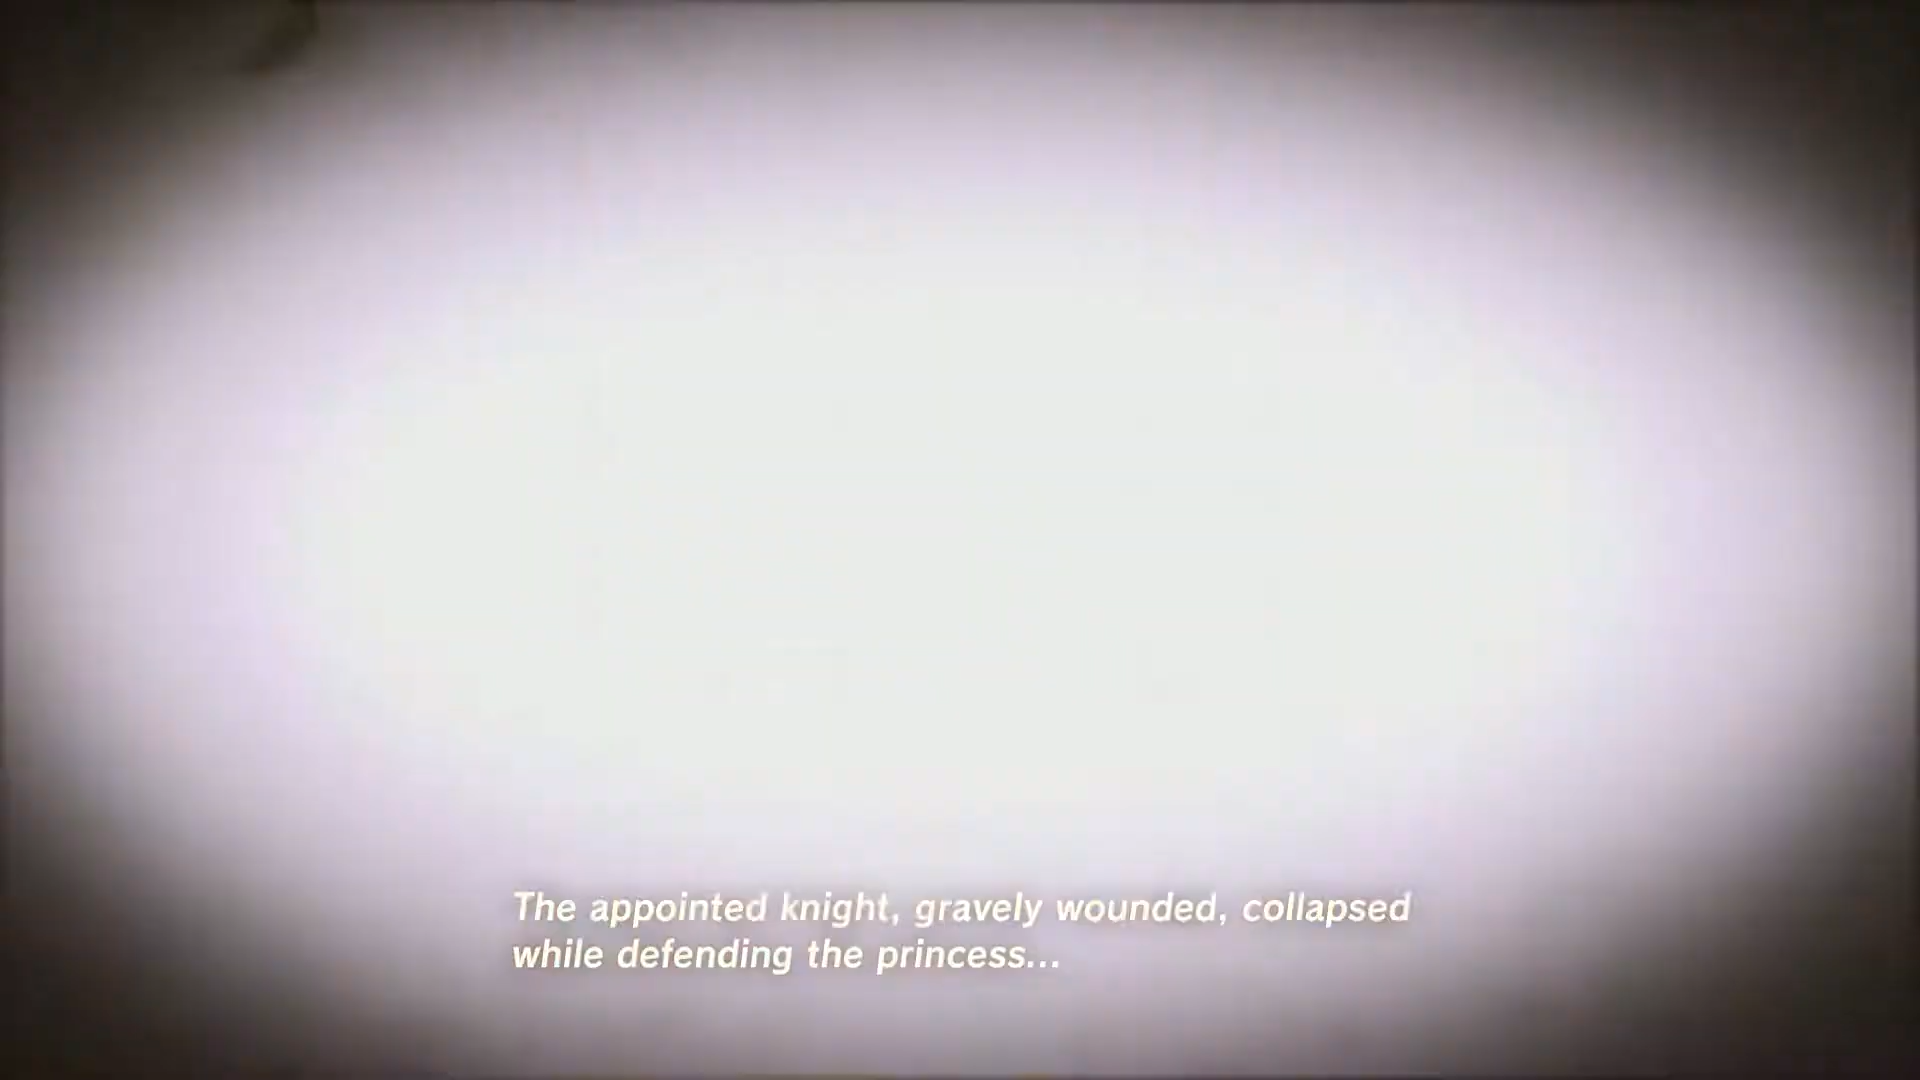 The appointed knight, gravely wounded, collapsed
while defending the princess...